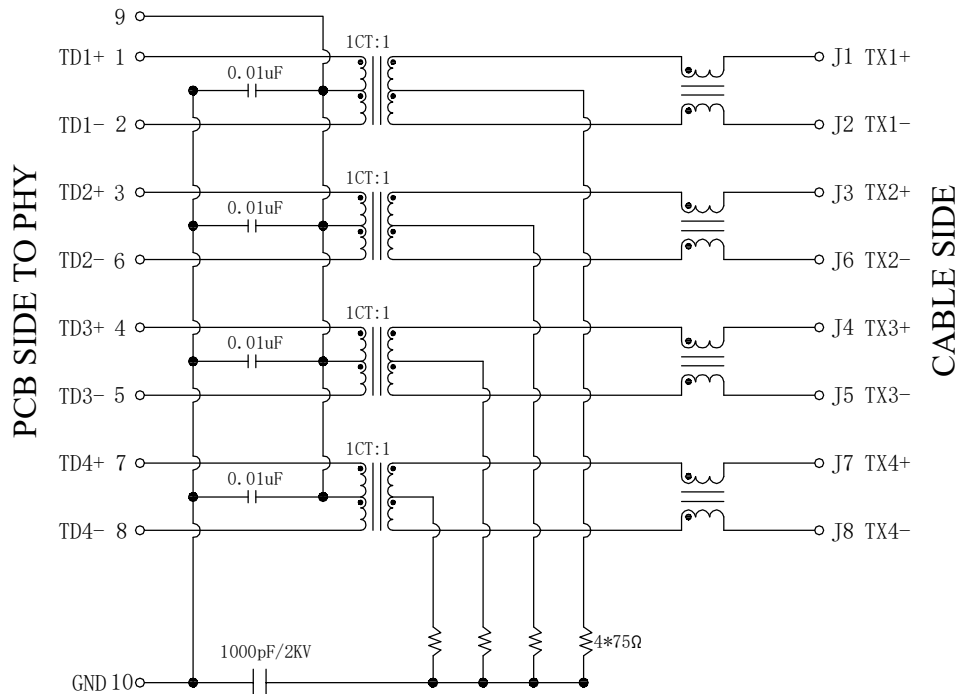 9
TD1+ 1
1CT:1
J1 TX1+
0.01uF
TD1- 2
J2 TX1-
TD2+ 3
1CT:1
J3 TX2+
0.01uF
TD2- 6
J6 TX2-
TD3+ 4
1CT:1
J4 TX3+
0.01uF
TD3- 5
J5 TX3-
TD4+ 7
1CT:1
J7 TX4+
0.01uF
TD4- 8
J8 TX4-
1000pF/2KV
4*75Ω
GND 10
PCB SIDE TO PHY
CABLE SIDE